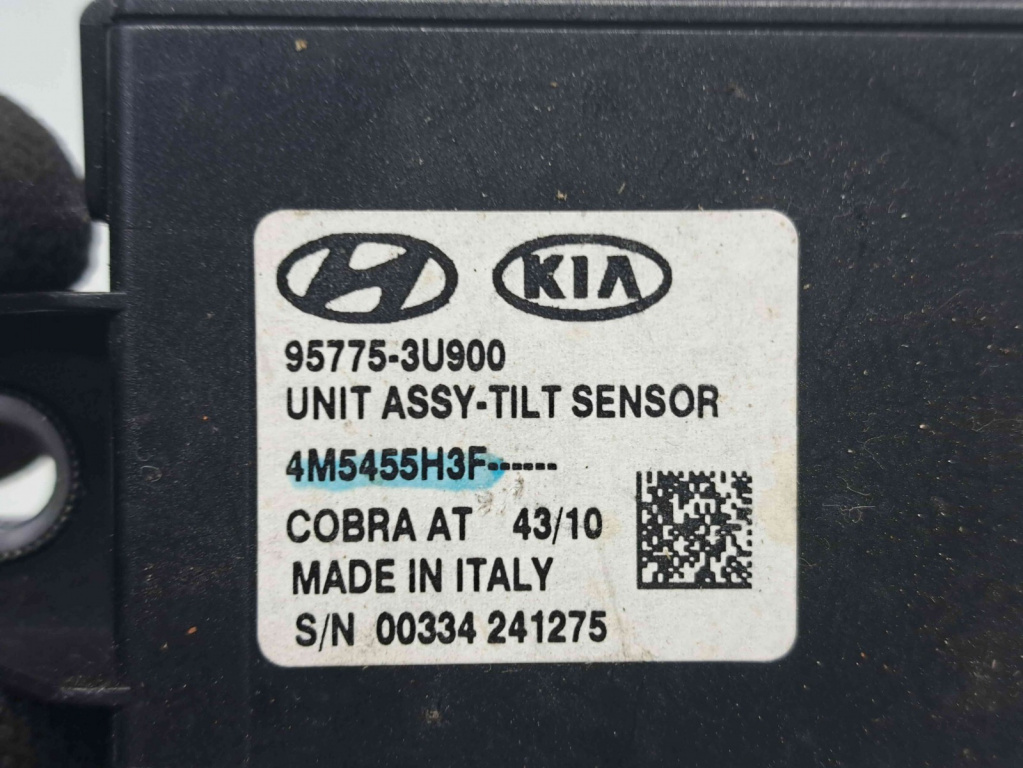 KIA
95775-3U900
UNIT ASSY-TILT SENSOR
4M5455H3F------
COBRA AT 43/10
MADE IN ITALY
S/N 00334 241275